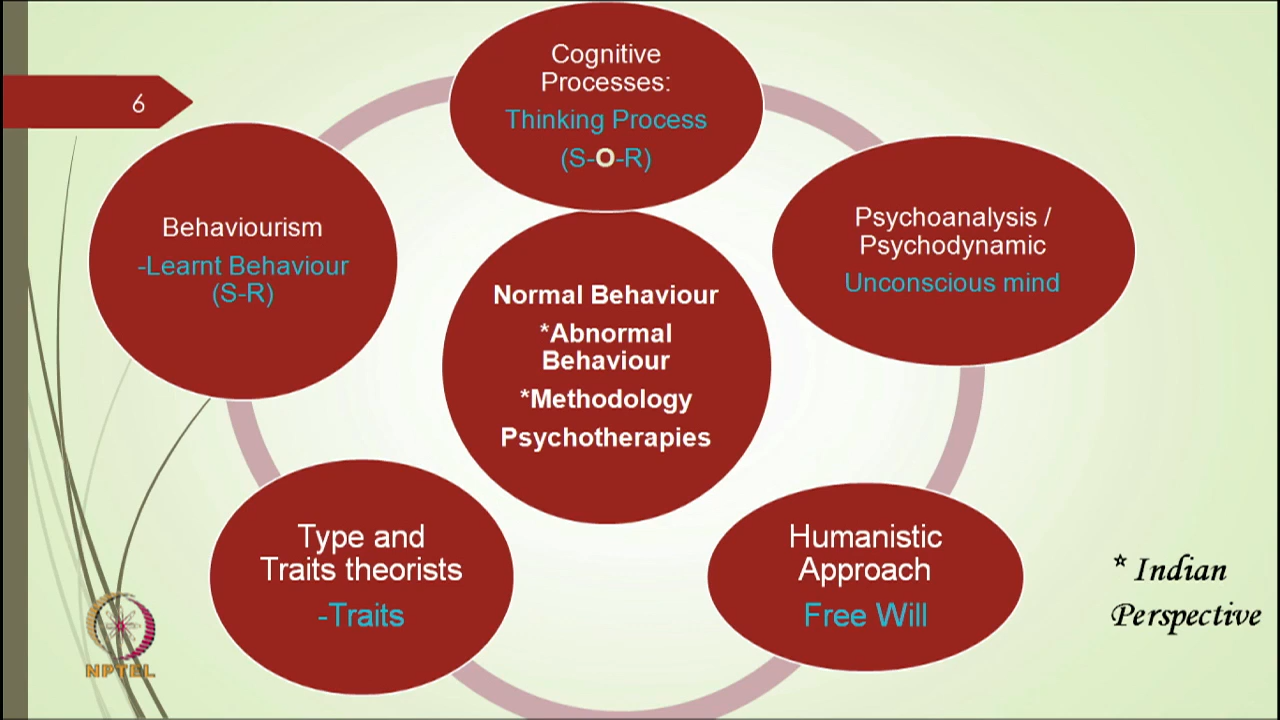 6
Cognitive
Processes:
Thinking Process
(S-O-R)
Behaviourism
-Learnt Behaviour
(S-R)
Psychoanalysis /
Psychodynamic
Unconscious mind
Normal Behaviour
*Abnormal
Behaviour
*Methodology
Psychotherapies
Type and
Traits theorists
-Traits
Humanistic
Approach
Free Will
* Indian
Perspective
NPTEL